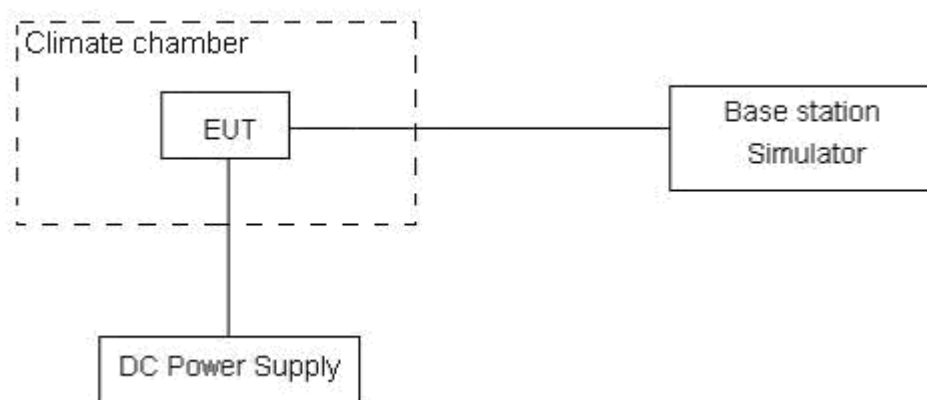 Climate chamber
EUT
Base station
Simulator
DC Power Supply